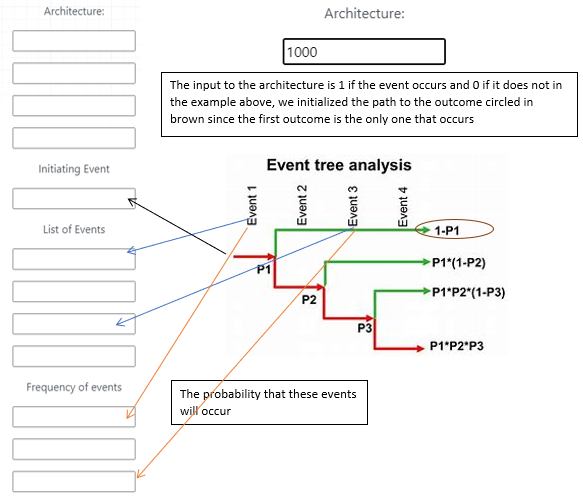 Architecture:
Initiating Event
List of Events
Frequency of events
Architecture:
1000
The input to the architecture is 1 if the event occurs and 0 if it does not in
the example above, we initialized the path to the outcome circled in
brown since the first outcome is the only one that occurs
Event tree analysis
Event 1
Event 2
Event 3
Event 4
1-P1
P1
P1*(1-P2)
P2
P1*P2*(1-P3)
P3
P1*P2*P3
The probability that these events
will occur